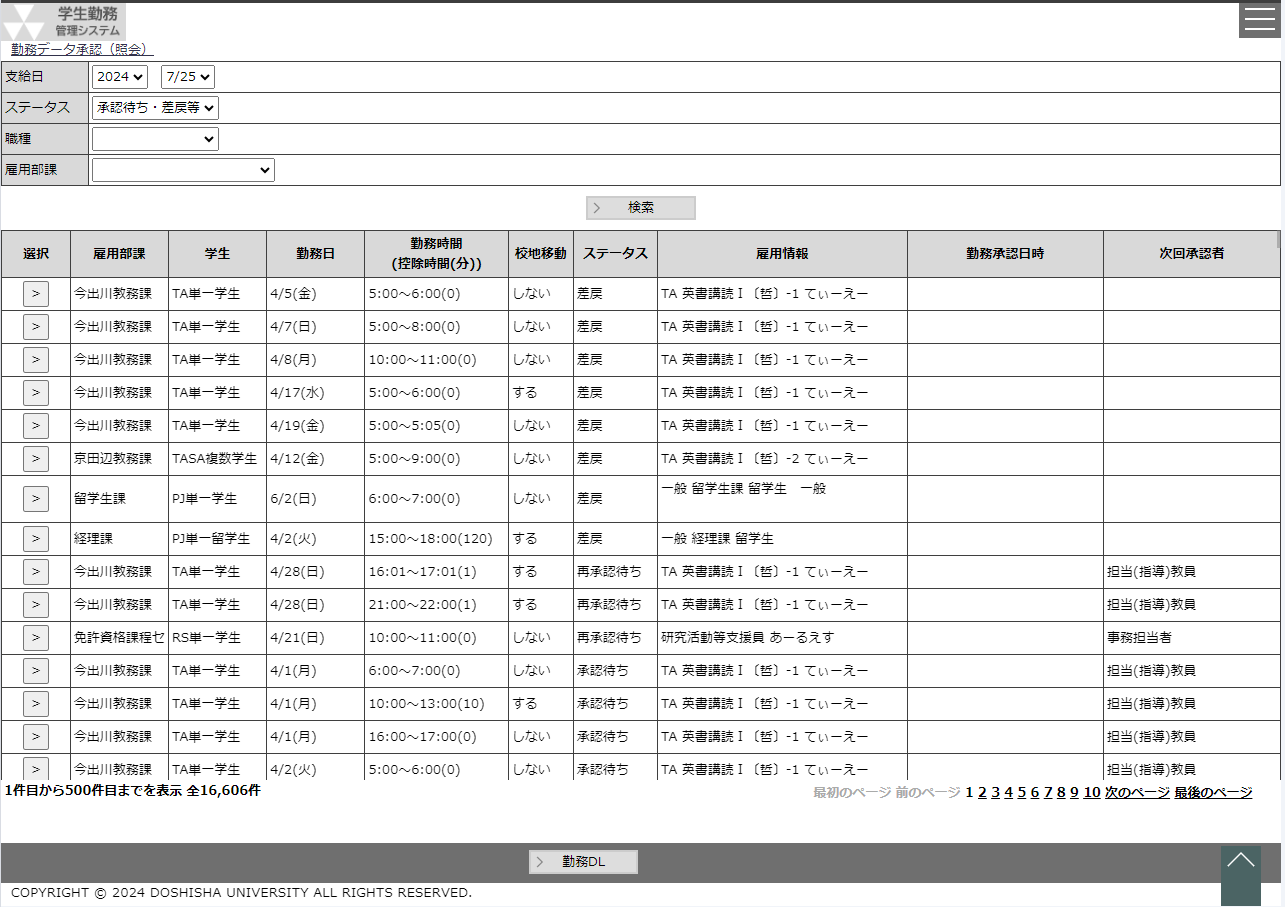 学生勤務
管理システム
勤務データ承認（照会）
支給日 2024 7/25
ステータス 承認待ち・差戻等
職種
雇用部課
検索
選択 雇用部課 学生 勤務日 勤務時間 (控除時間(分)) 校地移動 ステータス 雇用情報 勤務承認日時 次回承認者
> 今出川教務課 TA単一学生 4/5(金) 5:00～6:00(0) しない 差戻 TA 英書講読Ⅰ〔哲〕-1 てぃーえー
> 今出川教務課 TA単一学生 4/7(日) 5:00～8:00(0) しない 差戻 TA 英書講読Ⅰ〔哲〕-1 てぃーえー
> 今出川教務課 TA単一学生 4/8(月) 10:00～11:00(0) しない 差戻 TA 英書講読Ⅰ〔哲〕-1 てぃーえー
> 今出川教務課 TA単一学生 4/17(水) 5:00～6:00(0) する 差戻 TA 英書講読Ⅰ〔哲〕-1 てぃーえー
> 今出川教務課 TA単一学生 4/19(金) 5:00～5:05(0) しない 差戻 TA 英書講読Ⅰ〔哲〕-1 てぃーえー
> 京田辺教務課 TASA複数学生 4/12(金) 5:00～9:00(0) しない 差戻 TA 英書講読Ⅰ〔哲〕-2 てぃーえー
> 留学生課 PJ単一学生 6/2(日) 6:00～7:00(0) しない 差戻 一般 留学生課 留学生　一般
> 経理課 PJ単一留学生 4/2(火) 15:00～18:00(120) する 差戻 一般 経理課 留学生
> 今出川教務課 TA単一学生 4/28(日) 16:01～17:01(1) する 再承認待ち TA 英書講読Ⅰ〔哲〕-1 てぃーえー 担当(指導)教員
> 今出川教務課 TA単一学生 4/28(日) 21:00～22:00(1) する 再承認待ち TA 英書講読Ⅰ〔哲〕-1 てぃーえー 担当(指導)教員
> 免許資格課程セ RS単一学生 4/21(日) 10:00～11:00(0) しない 再承認待ち 研究活動等支援員 あーるえす 事務担当者
> 今出川教務課 TA単一学生 4/1(月) 6:00～7:00(0) しない 承認待ち TA 英書講読Ⅰ〔哲〕-1 てぃーえー 担当(指導)教員
> 今出川教務課 TA単一学生 4/1(月) 10:00～13:00(10) する 承認待ち TA 英書講読Ⅰ〔哲〕-1 てぃーえー 担当(指導)教員
> 今出川教務課 TA単一学生 4/1(月) 16:00～17:00(0) しない 承認待ち TA 英書講読Ⅰ〔哲〕-1 てぃーえー 担当(指導)教員
> 今出川教務課 TA単一学生 4/2(火) 5:00～6:00(0) しない 承認待ち TA 英書講読Ⅰ〔哲〕-1 てぃーえー 担当(指導)教員
1件目から500件目までを表示 全16,606件 最初のページ 前のページ 1 2 3 4 5 6 7 8 9 10 次のページ 最後のページ
勤務DL
COPYRIGHT © 2024 DOSHISHA UNIVERSITY ALL RIGHTS RESERVED.